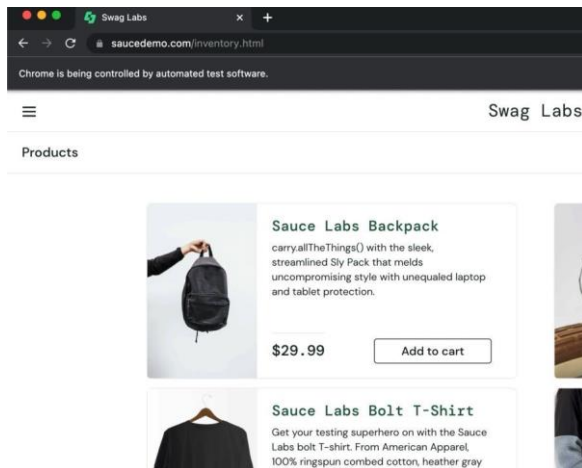 Swag Labs
saucedemo.com/inventory.html
Chrome is being controlled by automated test software.
Swag Labs
Products
Sauce Labs Backpack
carry.allTheThings() with the sleek,
streamlined Sly Pack that melds
uncompromising style with unequaled laptop
and tablet protection.
$29.99
Add to cart
Sauce Labs Bolt T-Shirt
Get your testing superhero on with the Sauce
Labs bolt T-shirt. From American Apparel,
100% ringspun combed cotton, heather gray